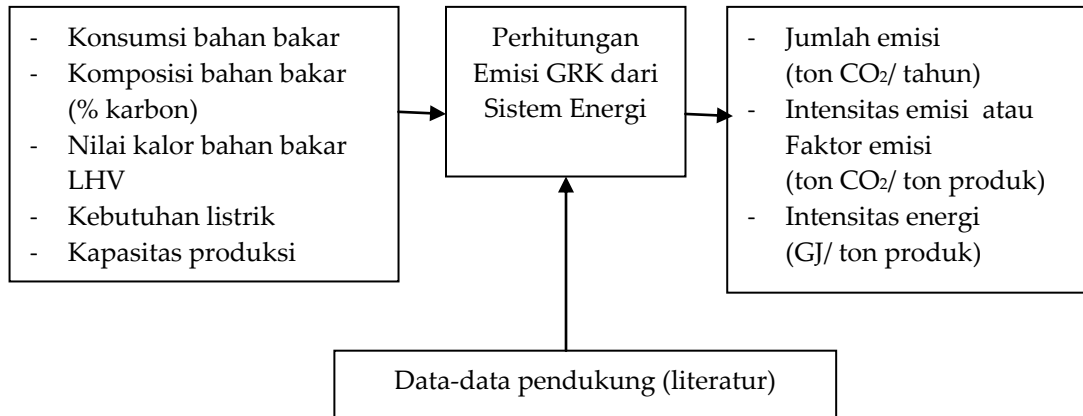 - Konsumsi bahan bakar
- Komposisi bahan bakar
(% karbon)
- Nilai kalor bahan bakar
LHV
- Kebutuhan listrik
- Kapasitas produksi
Perhitungan
Emisi GRK dari
Sistem Energi
- Jumlah emisi
(ton CO₂/ tahun)
- Intensitas emisi atau
Faktor emisi
(ton CO₂/ ton produk)
- Intensitas energi
(GJ/ ton produk)
Data-data pendukung (literatur)